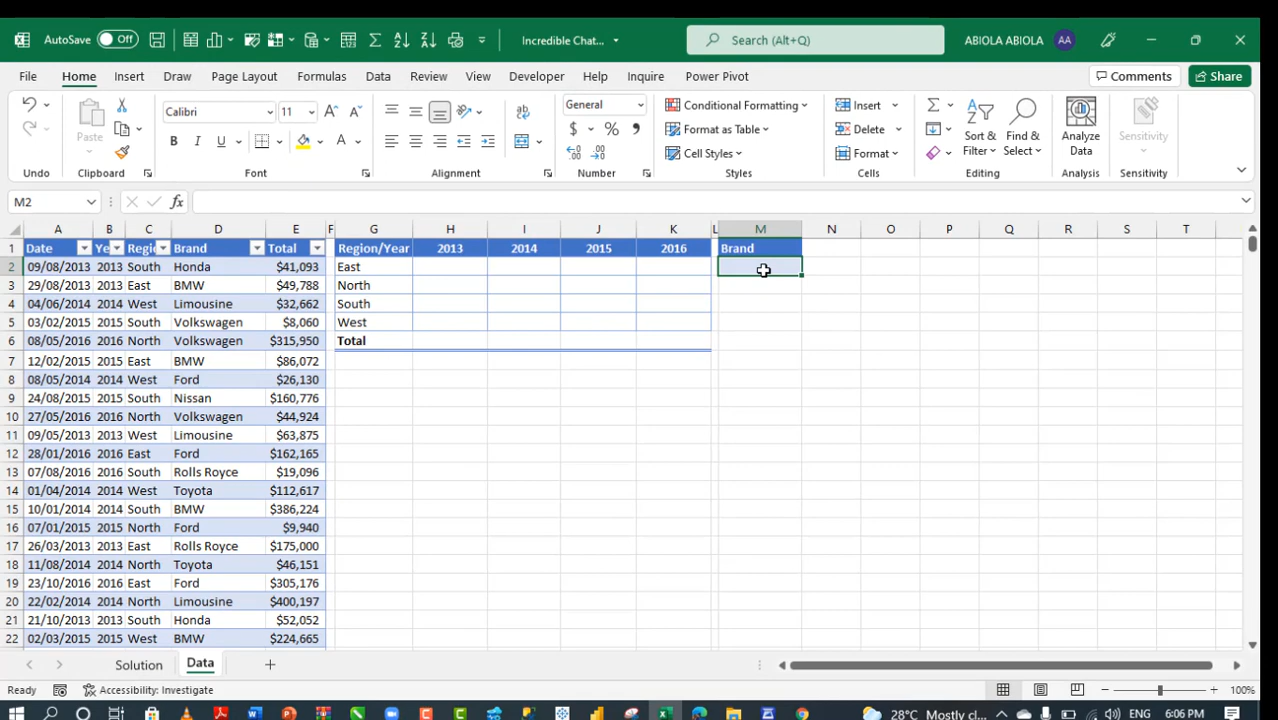 AutoSave Off Incredible Chat... Search (Alt+Q) ABIOLA ABIOLA AA
File Home Insert Draw Page Layout Formulas Data Review View Developer Help Inquire Power Pivot Comments Share
Paste Calibri 11 General Conditional Formatting Insert
B I U A $ % Format as Table Delete Sort & Filter Find & Select Analyze Data Sensitivity
Cell Styles Format
Undo Clipboard Font Alignment Number Styles Cells Editing Analysis Sensitivity
M2 fx
A B C D E F G H I J K L M N O P Q R S T
1 Date Ye Regi Brand Total Region/Year 2013 2014 2015 2016 Brand
2 09/08/2013 2013 South Honda $41,093 East
3 29/08/2013 2013 East BMW $49,788 North
4 04/06/2014 2014 West Limousine $32,662 South
5 03/02/2015 2015 South Volkswagen $8,060 West
6 08/05/2016 2016 North Volkswagen $315,950 Total
7 12/02/2015 2015 East BMW $86,072
8 08/05/2014 2014 West Ford $26,130
9 24/08/2015 2015 South Nissan $160,776
10 27/05/2016 2016 North Volkswagen $44,924
11 09/05/2013 2013 West Limousine $63,875
12 28/01/2016 2016 East Ford $162,165
13 07/08/2016 2016 South Rolls Royce $19,096
14 01/04/2014 2014 West Toyota $112,617
15 10/01/2014 2014 South BMW $386,224
16 07/01/2015 2015 North Ford $9,940
17 26/03/2013 2013 East Rolls Royce $175,000
18 11/08/2014 2014 North Toyota $46,151
19 23/10/2016 2016 East Ford $305,176
20 22/02/2014 2014 North Limousine $400,197
21 21/10/2013 2013 South Honda $52,052
22 02/03/2015 2015 West BMW $224,665
Solution Data
Ready Accessibility: Investigate 100%
28°C Mostly cl... ENG 6:06 PM